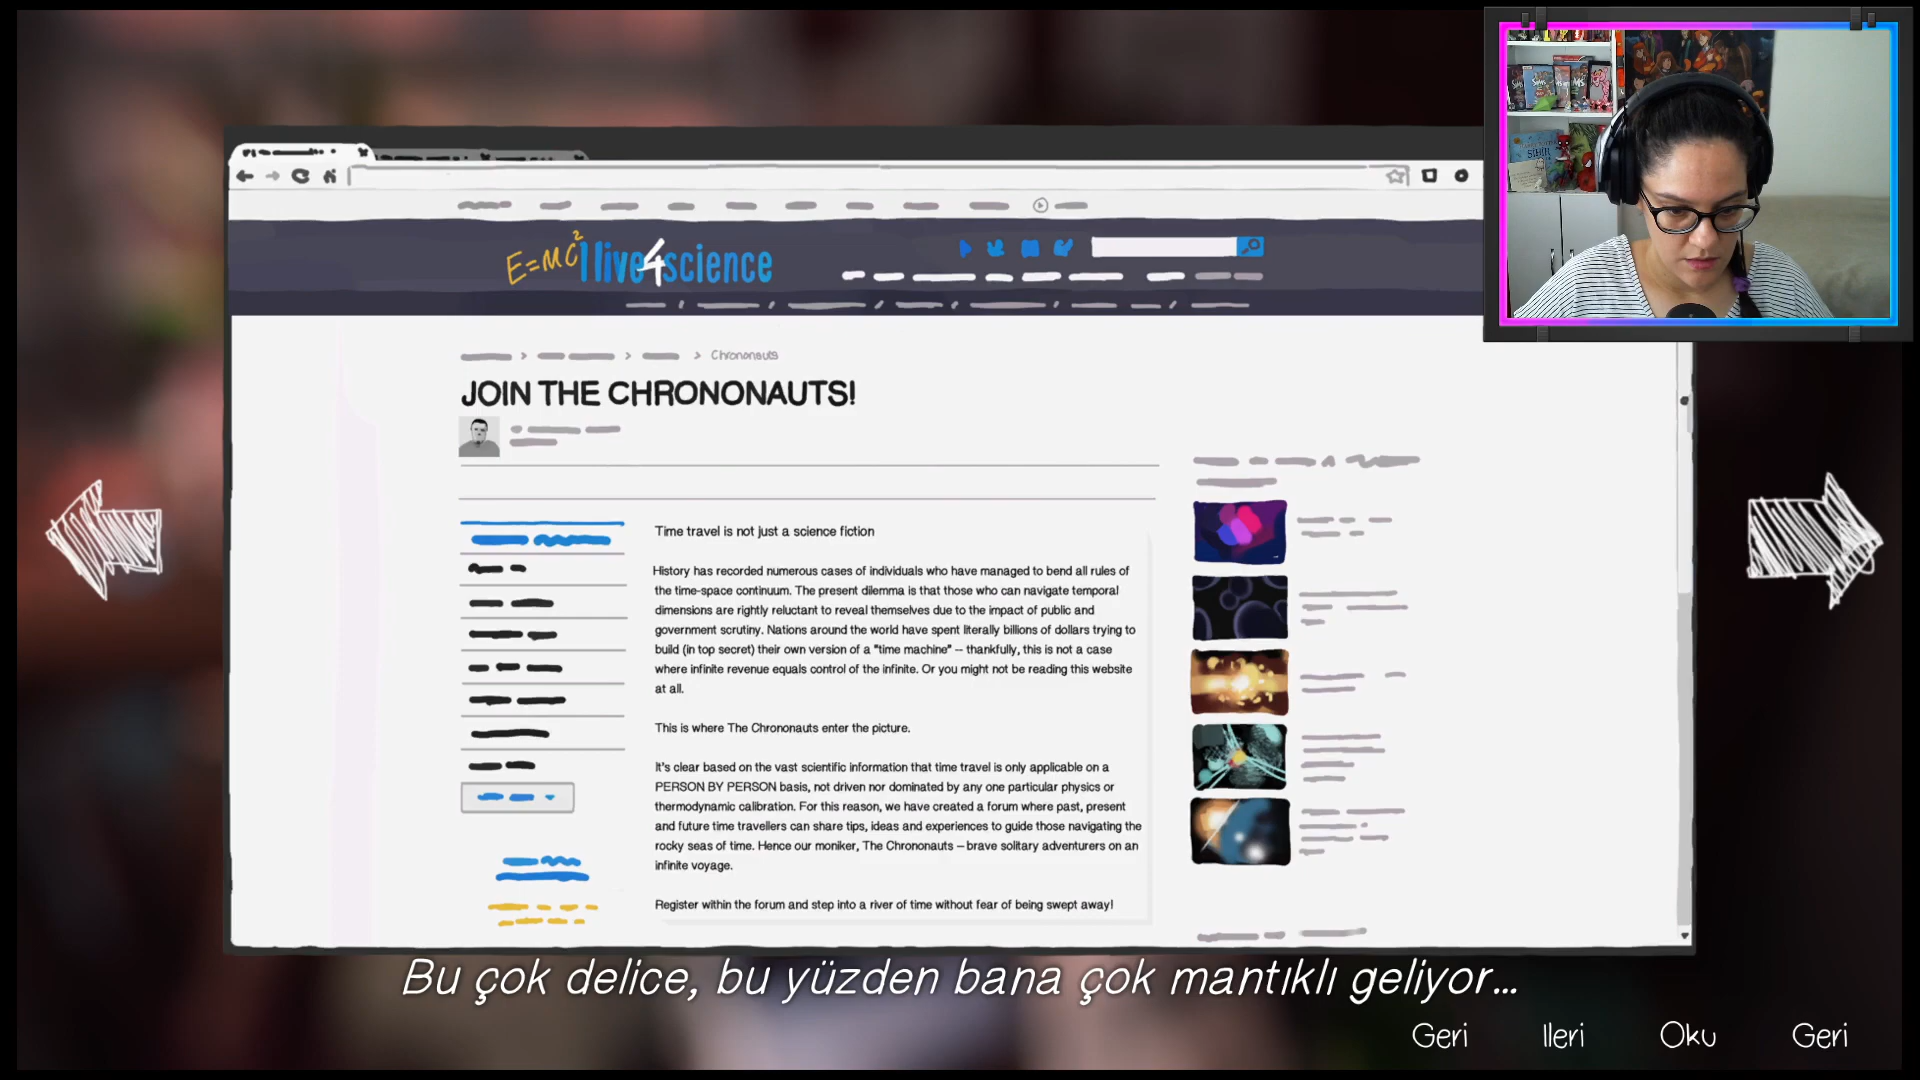 E=MC²
I live4science
Chrononauts
JOIN THE CHRONONAUTS!
Time travel is not just a science fiction
History has recorded numerous cases of individuals who have managed to bend all rules of
the time-space continuum. The present dilemma is that those who can navigate temporal
dimensions are rightly reluctant to reveal themselves due to the impact of public and
government scrutiny. Nations around the world have spent literally billions of dollars trying to
build (in top secret) their own version of a "time machine" -- thankfully, this is not a case
where infinite revenue equals control of the infinite. Or you might not be reading this website
at all.
This is where The Chrononauts enter the picture.
It's clear based on the vast scientific information that time travel is only applicable on a
PERSON BY PERSON basis, not driven nor dominated by any one particular physics or
thermodynamic calibration. For this reason, we have created a forum where past, present
and future time travellers can share tips, ideas and experiences to guide those navigating the
rocky seas of time. Hence our moniker, The Chrononauts – brave solitary adventurers on an
infinite voyage.
Register within the forum and step into a river of time without fear of being swept away!
Bu çok delice, bu yüzden bana çok mantıklı geliyor...
Geri Ileri Oku Geri